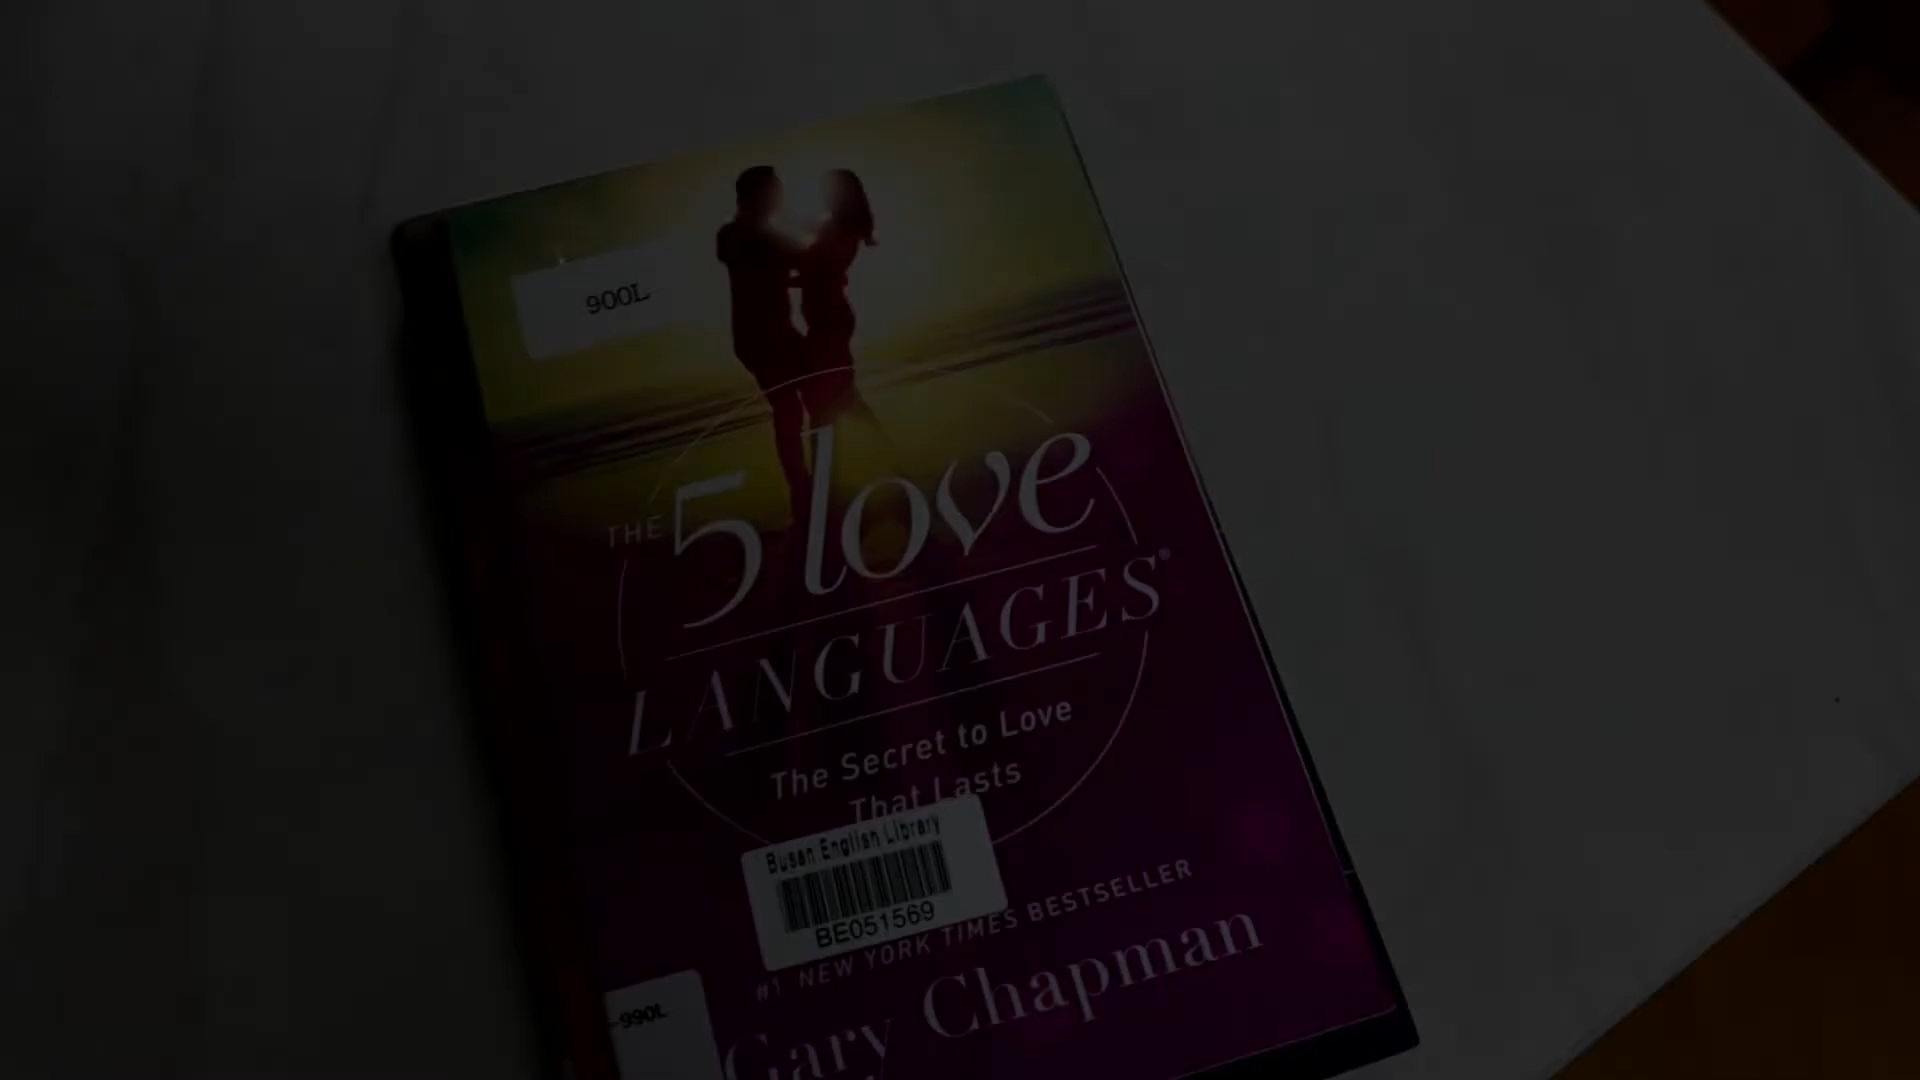 900L
THE 5 love
LANGUAGES®
The Secret to Love
That Lasts
Busan English Library
BE051569
#1 NEW YORK TIMES BESTSELLER
Gary Chapman
-990L